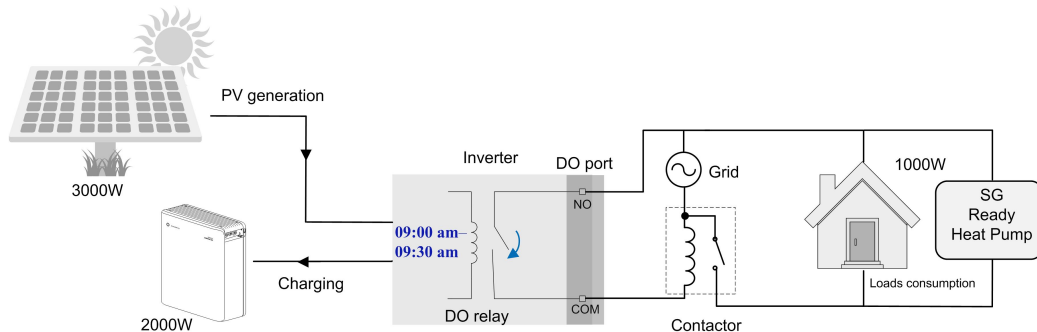 PV generation
3000W
Inverter
DO port
NO
09:00 am
09:30 am
Charging
2000W
DO relay
COM
Grid
Contactor
1000W
Loads consumption
SG
Ready
Heat Pump